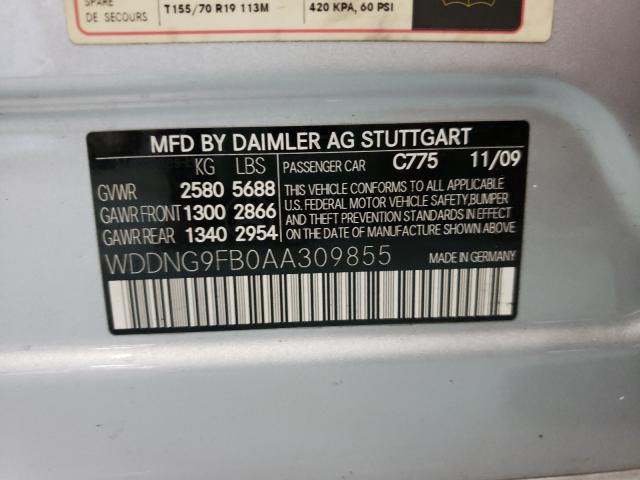 SPARE
T155/70 R19 113M
420 KPA, 60 PSI
DE SECOURS
MFD BY DAIMLER AG STUTTGART
KG LBS
PASSENGER CAR C775 11/09
GVWR 2580 5688
GAWR FRONT 1300 2866
GAWR REAR 1340 2954
THIS VEHICLE CONFORMS TO ALL APPLICABLE
U.S. FEDERAL MOTOR VEHICLE SAFETY,BUMPER
AND THEFT PREVENTION STANDARDS IN EFFECT
ON THE DATE OF MANUFACTURE SHOWN ABOVE.
WDDNG9FB0AA309855
MADE IN GERMANY